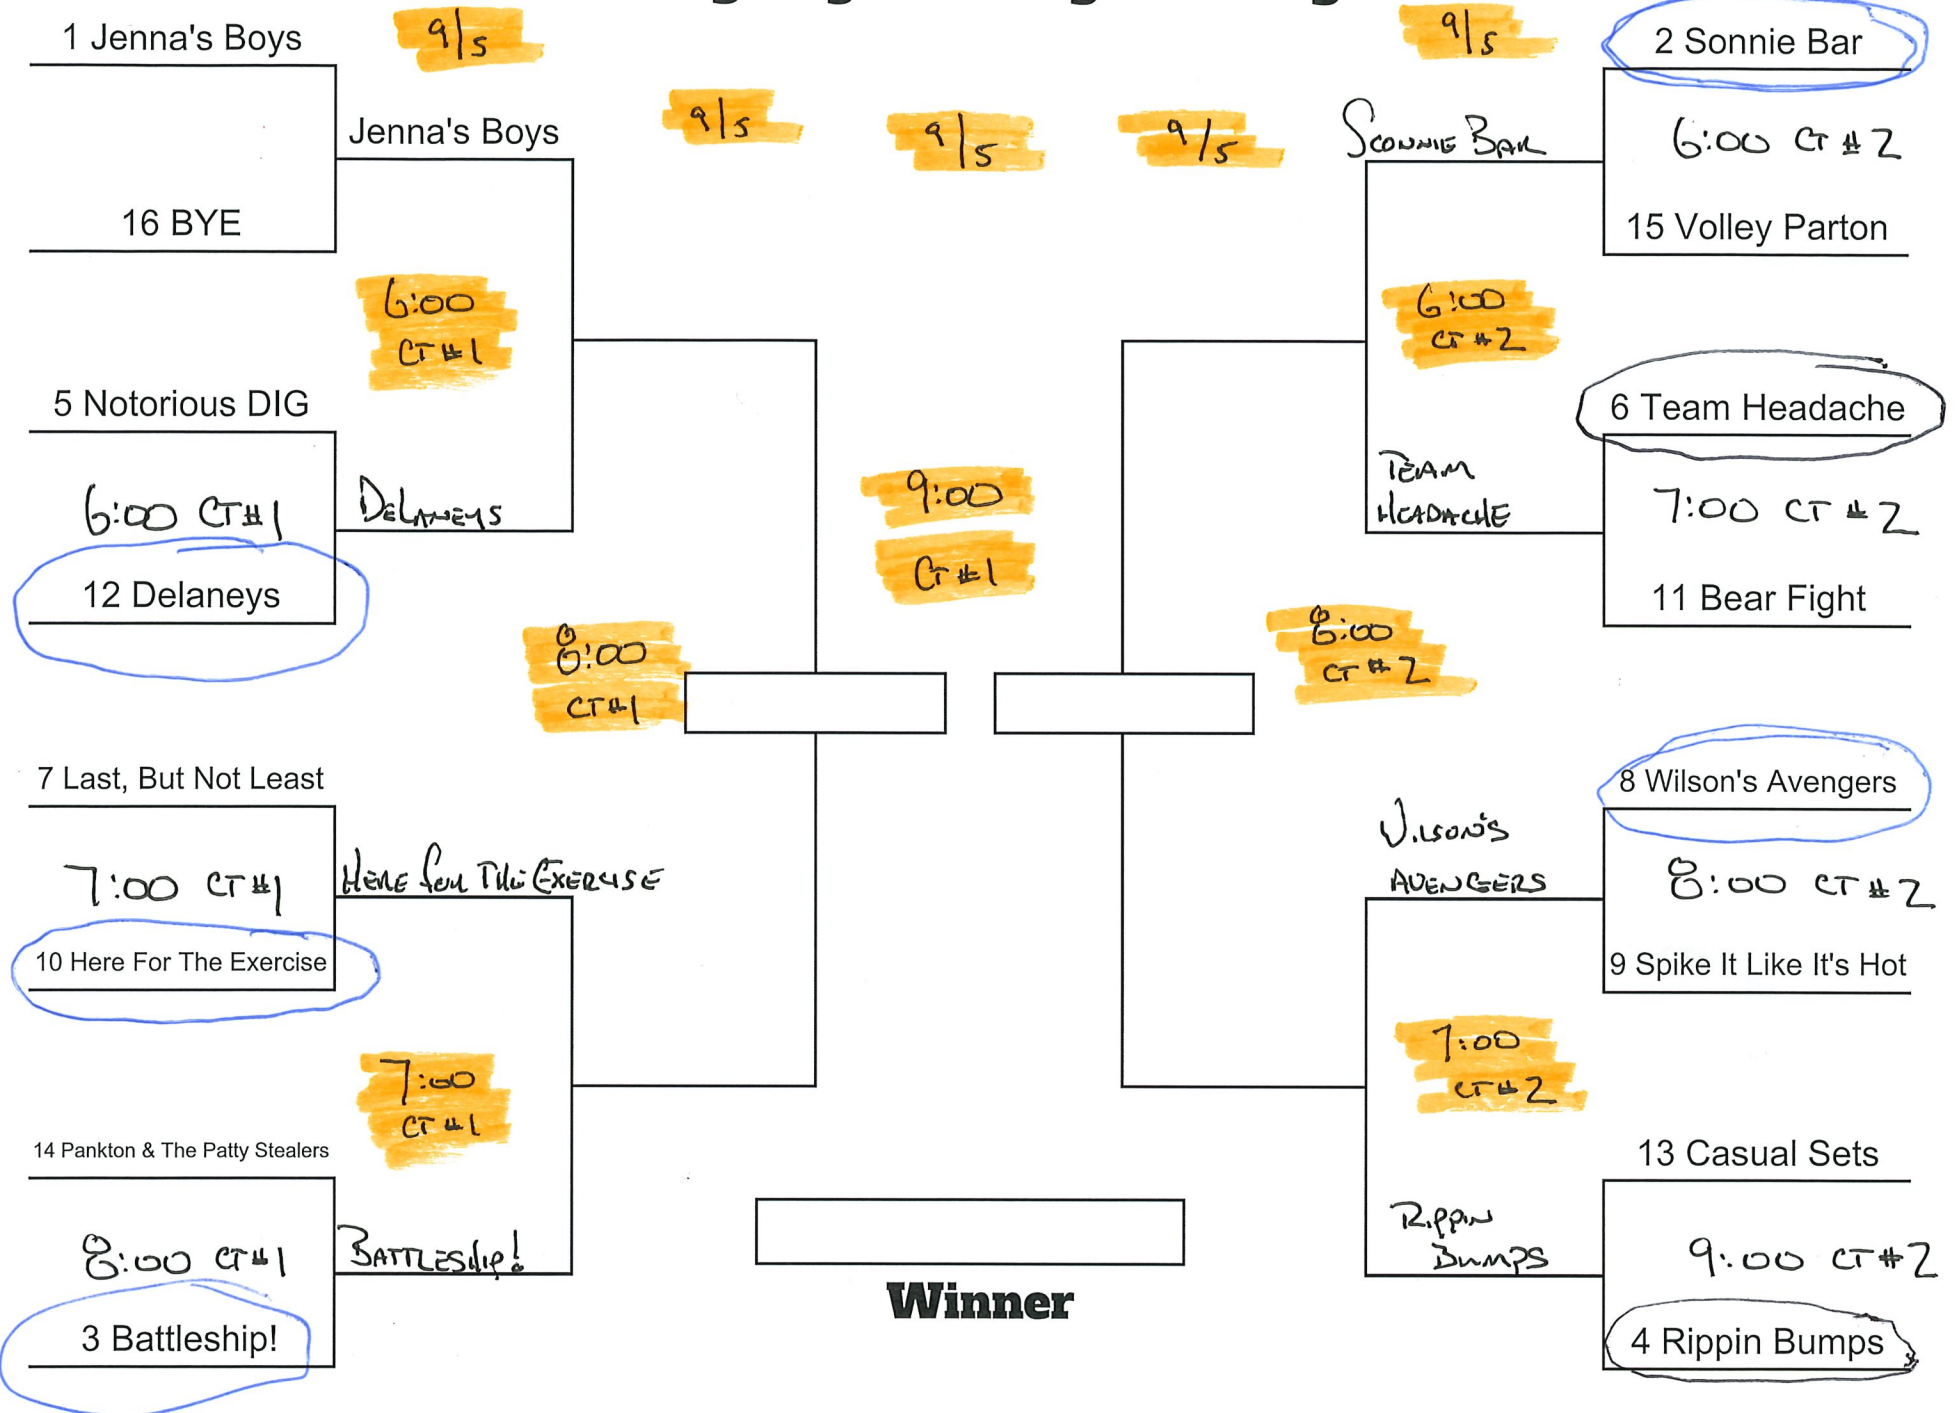 1 Jenna's Boys
9/5
9/5
2 Sonnie Bar
9/5
9/5
9/5
Jenna's Boys
Sconnie Bar
6:00 CT #2
16 BYE
15 Volley Parton
6:00
CT #1
6:00
CT #2
5 Notorious DIG
6 Team Headache
6:00 CT #1
Delaneys
9:00
CT #1
Team
Headache
7:00 CT #2
12 Delaneys
11 Bear Fight
8:00
CT #1
8:00
CT #2
7 Last, But Not Least
8 Wilson's Avengers
7:00 CT #1
Here for The Exercise
Wilson's
Avengers
8:00 CT #2
10 Here For The Exercise
9 Spike It Like It's Hot
7:00
CT #1
7:00
CT #2
14 Pankton & The Patty Stealers
13 Casual Sets
8:00 CT #1
Battleship!
Rippin
Bumps
9:00 CT #2
3 Battleship!
Winner
4 Rippin Bumps